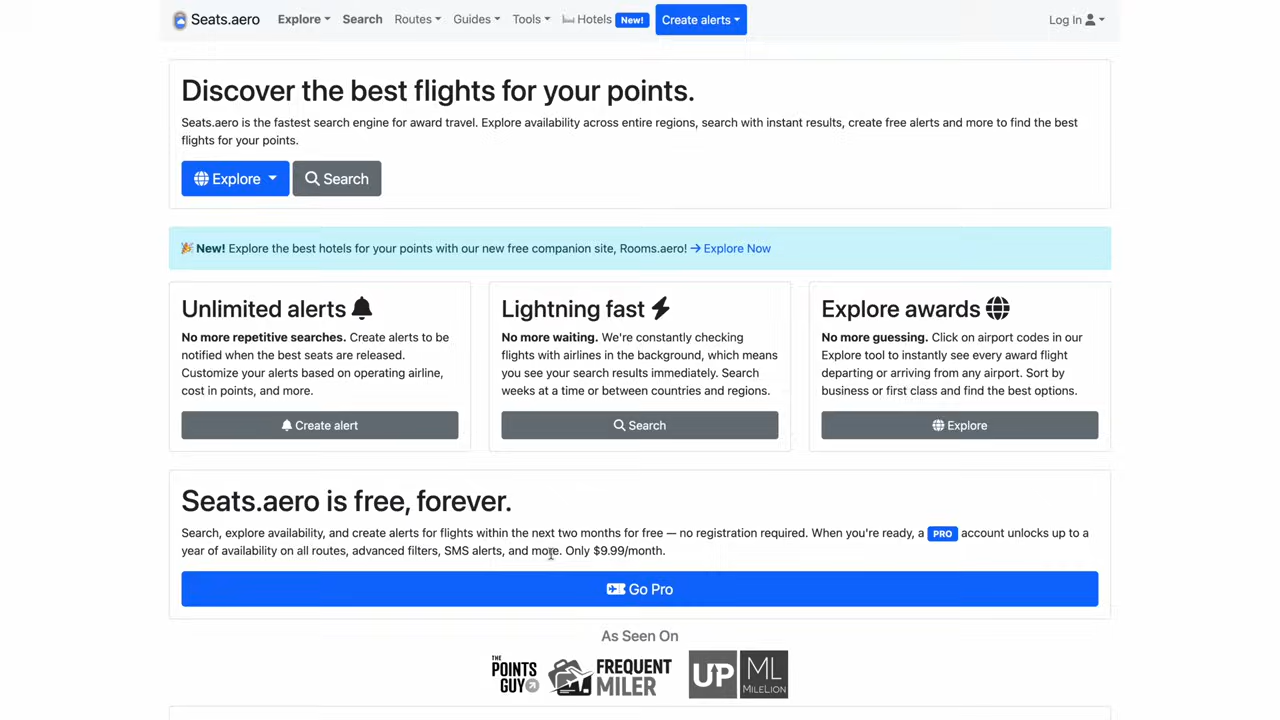 Seats.aero Explore Search Routes Guides Tools Hotels New! Create alerts Log In
Discover the best flights for your points.
Seats.aero is the fastest search engine for award travel. Explore availability across entire regions, search with instant results, create free alerts and more to find the best
flights for your points.
Explore Search
New! Explore the best hotels for your points with our new free companion site, Rooms.aero! → Explore Now
Unlimited alerts
No more repetitive searches. Create alerts to be
notified when the best seats are released.
Customize your alerts based on operating airline,
cost in points, and more.
Create alert
Lightning fast
No more waiting. We're constantly checking
flights with airlines in the background, which means
you see your search results immediately. Search
weeks at a time or between countries and regions.
Search
Explore awards
No more guessing. Click on airport codes in our
Explore tool to instantly see every award flight
departing or arriving from any airport. Sort by
business or first class and find the best options.
Explore
Seats.aero is free, forever.
Search, explore availability, and create alerts for flights within the next two months for free — no registration required. When you're ready, a PRO account unlocks up to a
year of availability on all routes, advanced filters, SMS alerts, and more. Only $9.99/month.
Go Pro
As Seen On
THE
POINTS
GUY
FREQUENT
MILER
UP
ML
MILELION